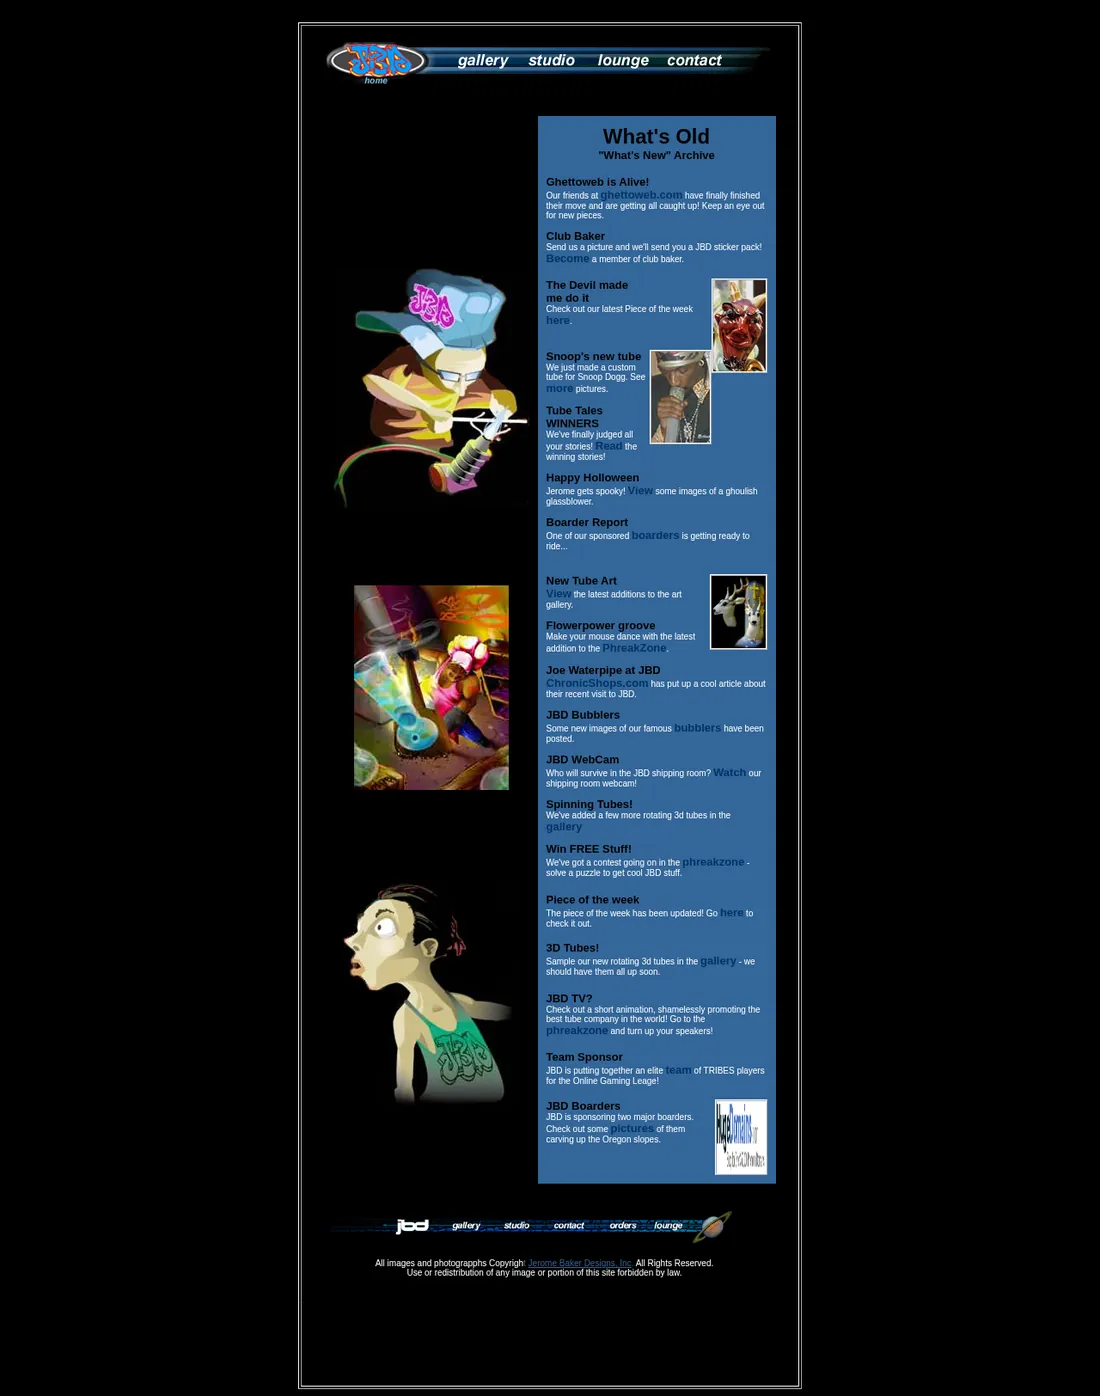 JBD
home
gallery studio lounge contact
What's Old
"What's New" Archive
Ghettoweb is Alive!
Our friends at ghettoweb.com have finally finished
their move and are getting all caught up! Keep an eye out
for new pieces.
Club Baker
Send us a picture and we'll send you a JBD sticker pack!
Become a member of club baker.
The Devil made
me do it
Check out our latest Piece of the week
here.
Snoop's new tube
We just made a custom
tube for Snoop Dogg. See
more pictures.
Tube Tales
WINNERS
We've finally judged all
your stories! Read the
winning stories!
Happy Holloween
Jerome gets spooky! View some images of a ghoulish
glassblower.
Boarder Report
One of our sponsored boarders is getting ready to
ride...
New Tube Art
View the latest additions to the art
gallery.
Flowerpower groove
Make your mouse dance with the latest
addition to the PhreakZone.
Joe Waterpipe at JBD
ChronicShops.com has put up a cool article about
their recent visit to JBD.
JBD Bubblers
Some new images of our famous bubblers have been
posted.
JBD WebCam
Who will survive in the JBD shipping room? Watch our
shipping room webcam!
Spinning Tubes!
We've added a few more rotating 3d tubes in the
gallery
Win FREE Stuff!
We've got a contest going on in the phreakzone -
solve a puzzle to get cool JBD stuff.
Piece of the week
The piece of the week has been updated! Go here to
check it out.
3D Tubes!
Sample our new rotating 3d tubes in the gallery - we
should have them all up soon.
JBD TV?
Check out a short animation, shamelessly promoting the
best tube company in the world! Go to the
phreakzone and turn up your speakers!
Team Sponsor
JBD is putting together an elite team of TRIBES players
for the Online Gaming Leage!
JBD Boarders
JBD is sponsoring two major boarders.
Check out some pictures of them
carving up the Oregon slopes.
HugeDomains
JBD
JBD
jbd gallery studio contact orders lounge
All images and photograpphs Copyright Jerome Baker Designs, Inc. All Rights Reserved.
Use or redistribution of any image or portion of this site forbidden by law.